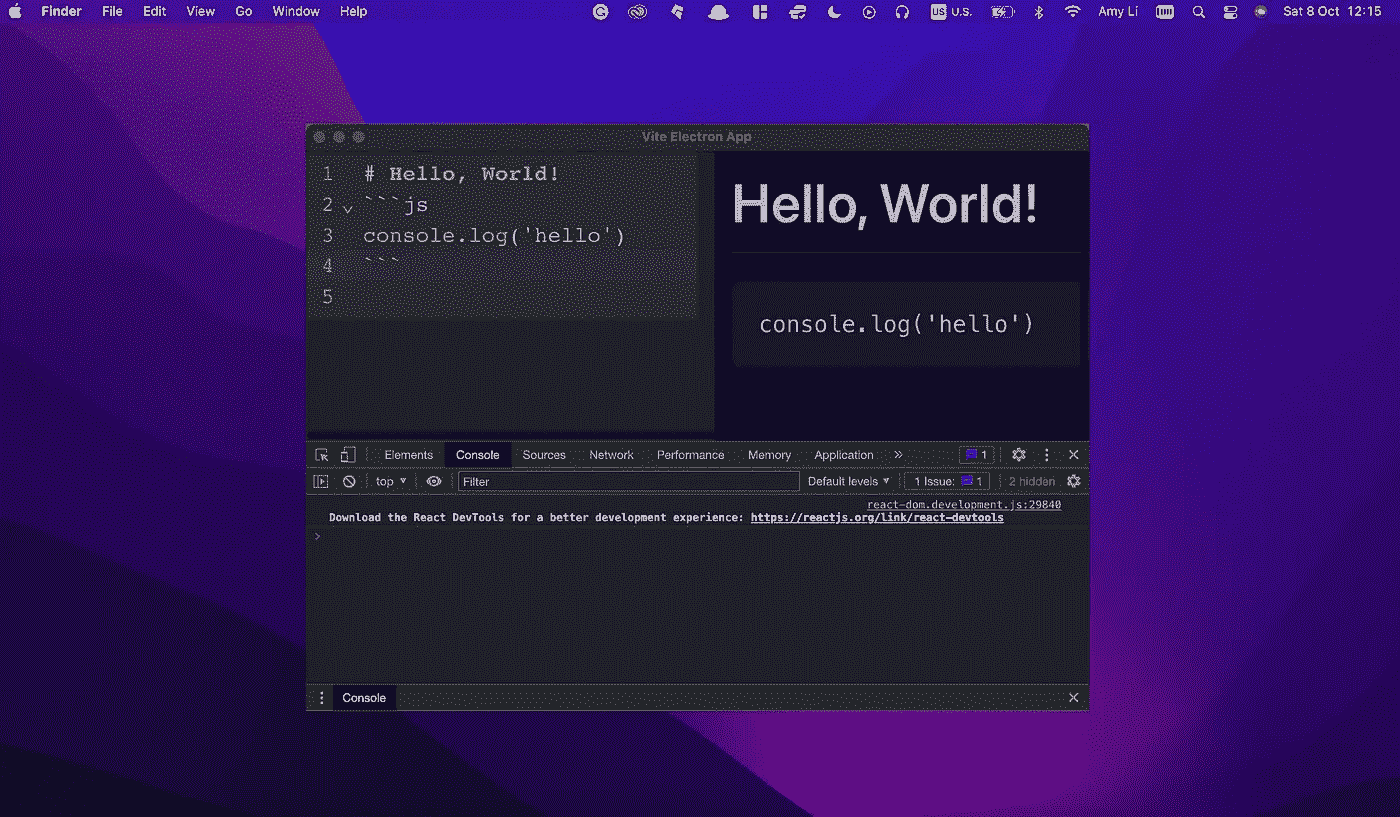 Finder File Edit View Go Window Help US U.S. Amy Li Sat 8 Oct 12:15
Vite Electron App
1 # Hello, World!
2 ```js
3 console.log('hello')
4 ```
5
Hello, World!
console.log('hello')
Elements Console Sources Network Performance Memory Application » 1
top Filter Default levels 1 Issue: 1 2 hidden
react-dom.development.js:29840
Download the React DevTools for a better development experience: https://reactjs.org/link/react-devtools
>
Console